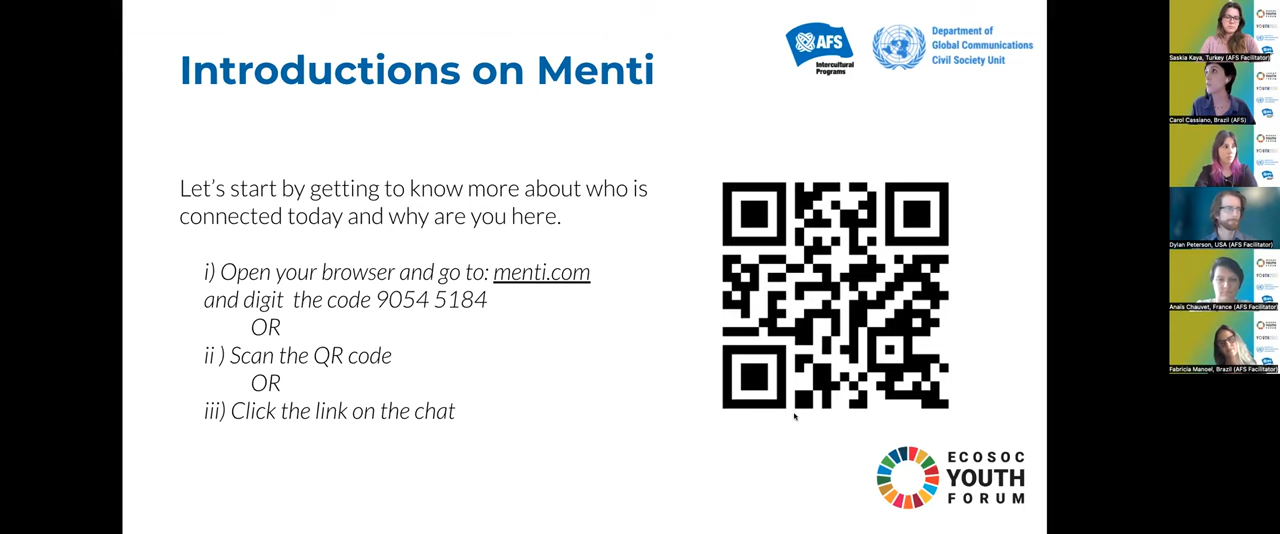 Introductions on Menti
AFS
Intercultural
Programs
Department of
Global Communications
Civil Society Unit
Let's start by getting to know more about who is
connected today and why are you here.
i) Open your browser and go to: menti.com
and digit the code 9054 5184
OR
ii ) Scan the QR code
OR
iii) Click the link on the chat
ECOSOC
YOUTH
FORUM
Saskia Kaya, Turkey (AFS Facilitator)
Carol Cassiano, Brazil (AFS)
Dylan Peterson, USA (AFS Facilitator)
Anaïs Chauvet, France (AFS Facilitator)
Fabricia Manoel, Brazil (AFS Facilitator)